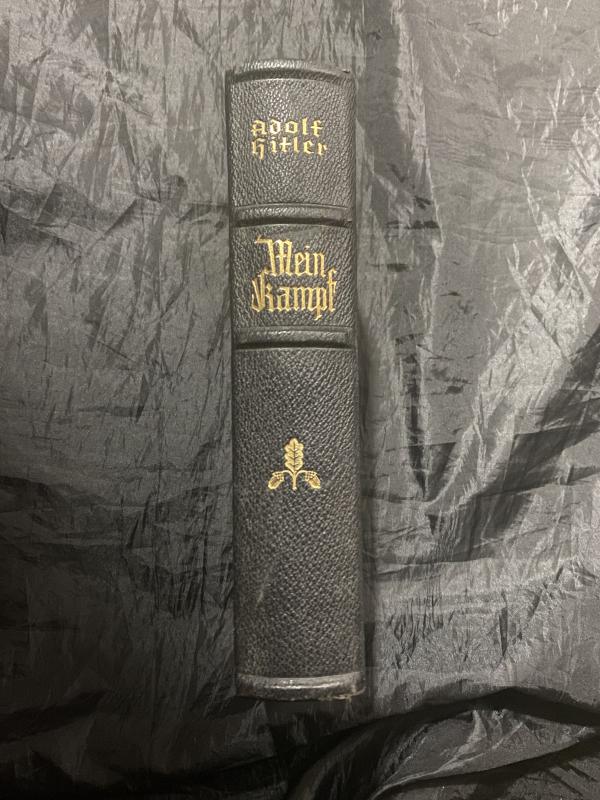 Adolf
Hitler
Mein
Kampf